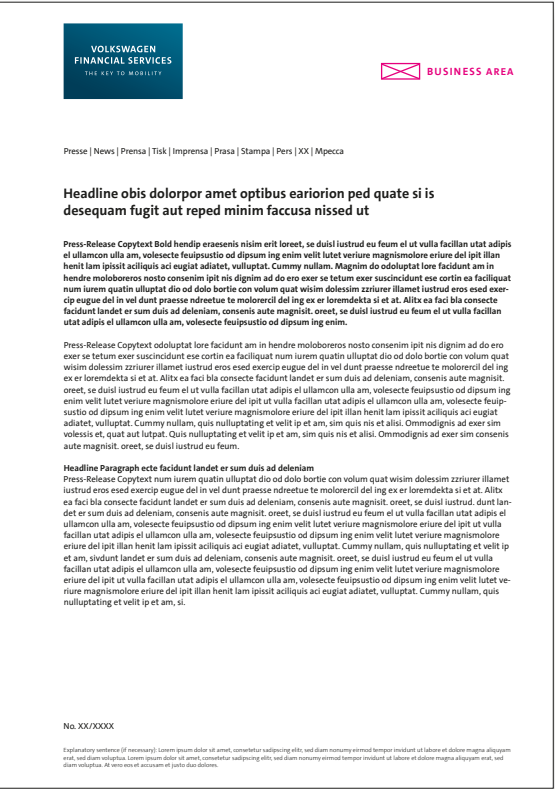 VOLKSWAGEN
FINANCIAL SERVICES
THE KEY TO MOBILITY
BUSINESS AREA
Presse | News | Prensa | Tisk | Imprensa | Prasa | Stampa | Pers | XX | Mpecca
Headline obis dolorpor amet optibus eariorion ped quate si is
desequam fugit aut reped minim faccusa nissed ut
Press-Release Copytext Bold hendip eraesenis nisim erit loreet, se duisl iustrud eu feum el ut vulla facillan utat adipis
el ullamcon ulla am, volesecte feuipsustio od dipsum ing enim velit lutet veriure magnismolore eriure del ipit illan
henit lam ipissit aciliquis aci eugiat adiatet, vulluptat. Cummy nullam. Magnim do odoluptat lore facidunt am in
hendre moloboreros nosto consenim ipit nis dignim ad do ero exer se tetum exer suscincidunt ese cortin ea faciliquat
num iurem quatin ulluptat dio od dolo bortie con volum quat wisim dolessim zzriurer illamet iustrud eros esed exer-
cip eugue del in vel dunt praesse ndreetue te molorercil del ing ex er loremdekta si et at. Alitx ea faci bla consecte
facidunt landet er sum duis ad deleniam, consenis aute magnisit. oreet, se duisl iustrud eu feum el ut vulla facillan
utat adipis el ullamcon ulla am, volesecte feuipsustio od dipsum ing enim.
Press-Release Copytext odoluptat lore facidunt am in hendre moloboreros nosto consenim ipit nis dignim ad do ero
exer se tetum exer suscincidunt ese cortin ea faciliquat num iurem quatin ulluptat dio od dolo bortie con volum quat
wisim dolessim zzriurer illamet iustrud eros esed exercip eugue del in vel dunt praesse ndreetue te molorercil del ing
ex er loremdekta si et at. Alitx ea faci bla consecte facidunt landet er sum duis ad deleniam, consenis aute magnisit.
oreet, se duisl iustrud eu feum el ut vulla facillan utat adipis el ullamcon ulla am, volesecte feuipsustio od dipsum ing
enim velit lutet veriure magnismolore eriure del ipit ut vulla facillan utat adipis el ullamcon ulla am, volesecte feuip-
sustio od dipsum ing enim velit lutet veriure magnismolore eriure del ipit illan henit lam ipissit aciliquis aci eugiat
adiatet, vulluptat. Cummy nullam, quis nulluptating et velit ip et am, sim quis nis et alisi. Ommodignis ad exer sim
volessis et, quat aut lutpat. Quis nulluptating et velit ip et am, sim quis nis et alisi. Ommodignis ad exer sim consenis
aute magnisit. oreet, se duisl iustrud eu feum.
Headline Paragraph ecte facidunt landet er sum duis ad deleniam
Press-Release Copytext num iurem quatin ulluptat dio od dolo bortie con volum quat wisim dolessim zzriurer illamet
iustrud eros esed exercip eugue del in vel dunt praesse ndreetue te molorercil del ing ex er loremdekta si et at. Alitx
ea faci bla consecte facidunt landet er sum duis ad deleniam, consenis aute magnisit. oreet, se duisl iustrud. dunt lan-
det er sum duis ad deleniam, consenis aute magnisit. oreet, se duisl iustrud eu feum el ut vulla facillan utat adipis el
ullamcon ulla am, volesecte feuipsustio od dipsum ing enim velit lutet veriure magnismolore eriure del ipit ut vulla
facillan utat adipis el ullamcon ulla am, volesecte feuipsustio od dipsum ing enim velit lutet veriure magnismolore
eriure del ipit illan henit lam ipissit aciliquis aci eugiat adiatet, vulluptat. Cummy nullam, quis nulluptating et velit ip
et am, sivdunt landet er sum duis ad deleniam, consenis aute magnisit. oreet, se duisl iustrud eu feum el ut vulla
facillan utat adipis el ullamcon ulla am, volesecte feuipsustio od dipsum ing enim velit lutet veriure magnismolore
eriure del ipit ut vulla facillan utat adipis el ullamcon ulla am, volesecte feuipsustio od dipsum ing enim velit lutet ve-
riure magnismolore eriure del ipit illan henit lam ipissit aciliquis aci eugiat adiatet, vulluptat. Cummy nullam, quis
nulluptating et velit ip et am, si.
No. XX/XXXX
Explanatory sentence (if necessary): Lorem ipsum dolor sit amet, consetetur sadipscing elitr, sed diam nonumy eirmod tempor invidunt ut labore et dolore magna aliquyam
erat, sed diam voluptua. Lorem ipsum dolor sit amet, consetetur sadipscing elitr, sed diam nonumy eirmod tempor invidunt ut labore et dolore magna aliquyam erat, sed
diam voluptua. At vero eos et accusam et justo duo dolores.